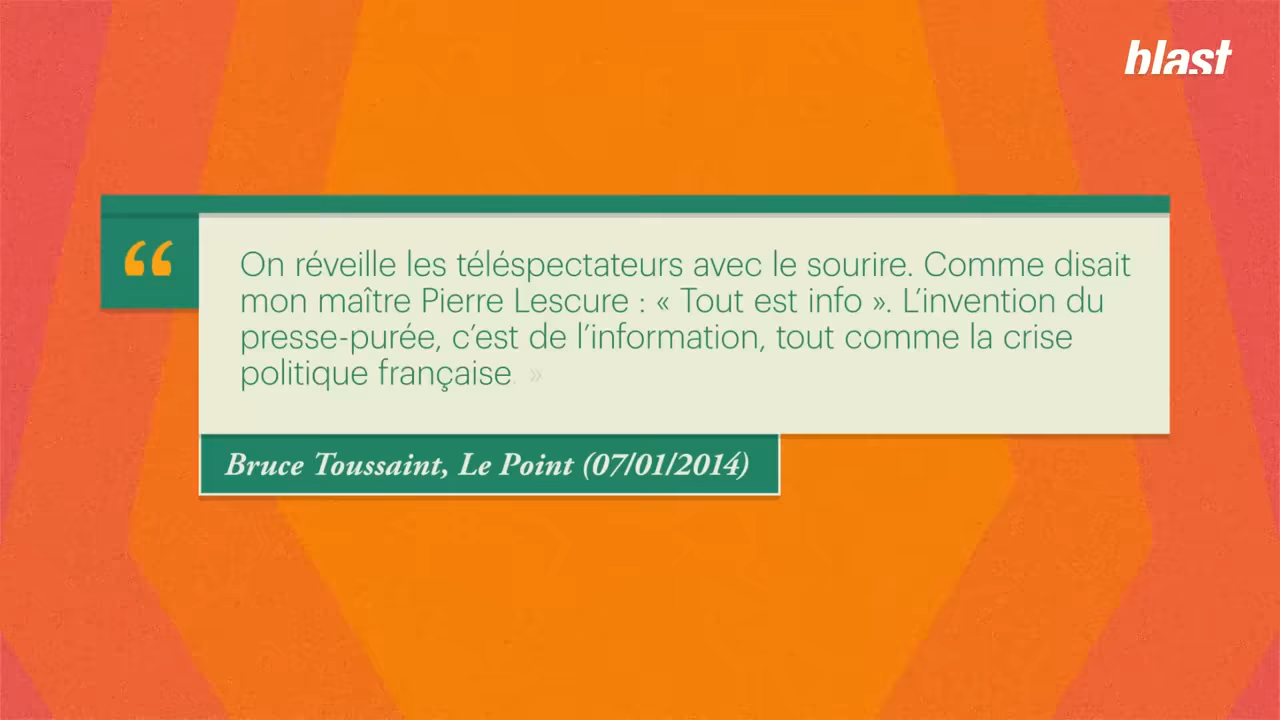 blast
“
On réveille les téléspectateurs avec le sourire. Comme disait
mon maître Pierre Lescure : « Tout est info ». L’invention du
presse-purée, c’est de l’information, tout comme la crise
politique française. »
Bruce Toussaint, Le Point (07/01/2014)